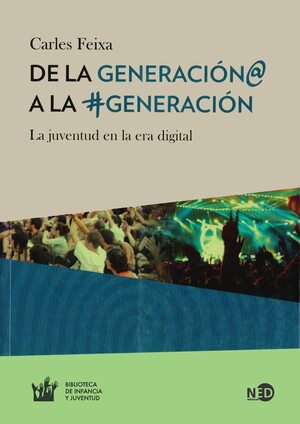 Carles Feixa
DE LA GENERACIÓN@
A LA #GENERACIÓN
La juventud en la era digital
BIBLIOTECA
DE INFANCIA
Y JUVENTUD
NED